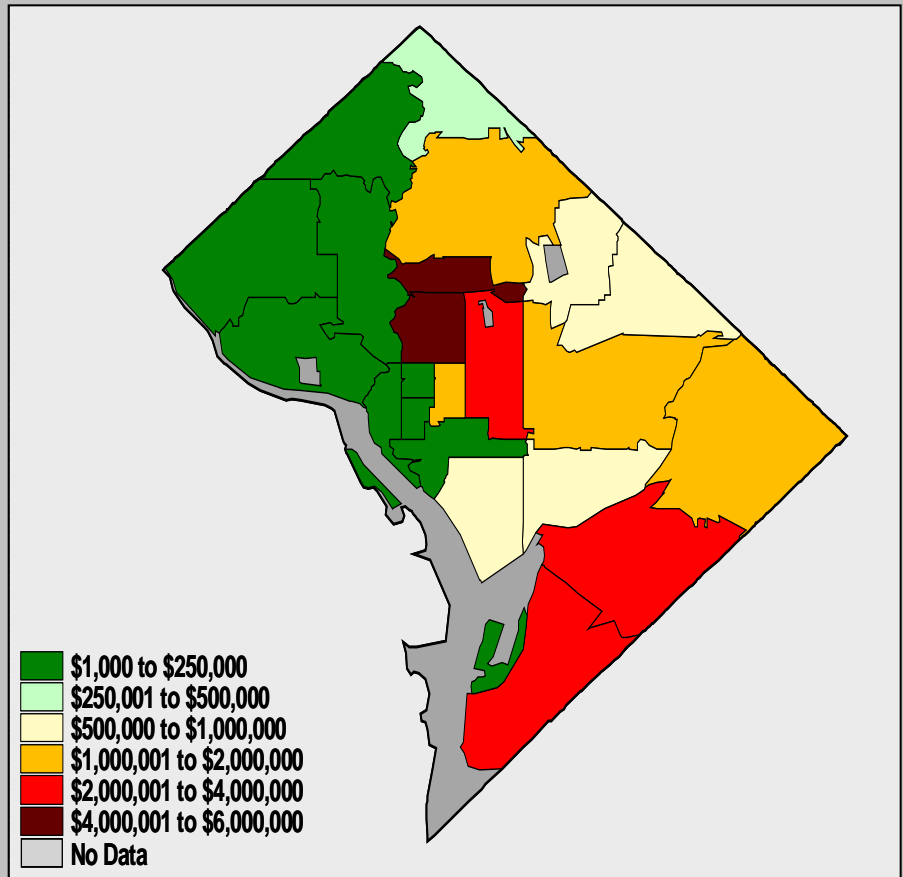 $1,000 to $250,000
$250,001 to $500,000
$500,000 to $1,000,000
$1,000,001 to $2,000,000
$2,000,001 to $4,000,000
$4,000,001 to $6,000,000
No Data